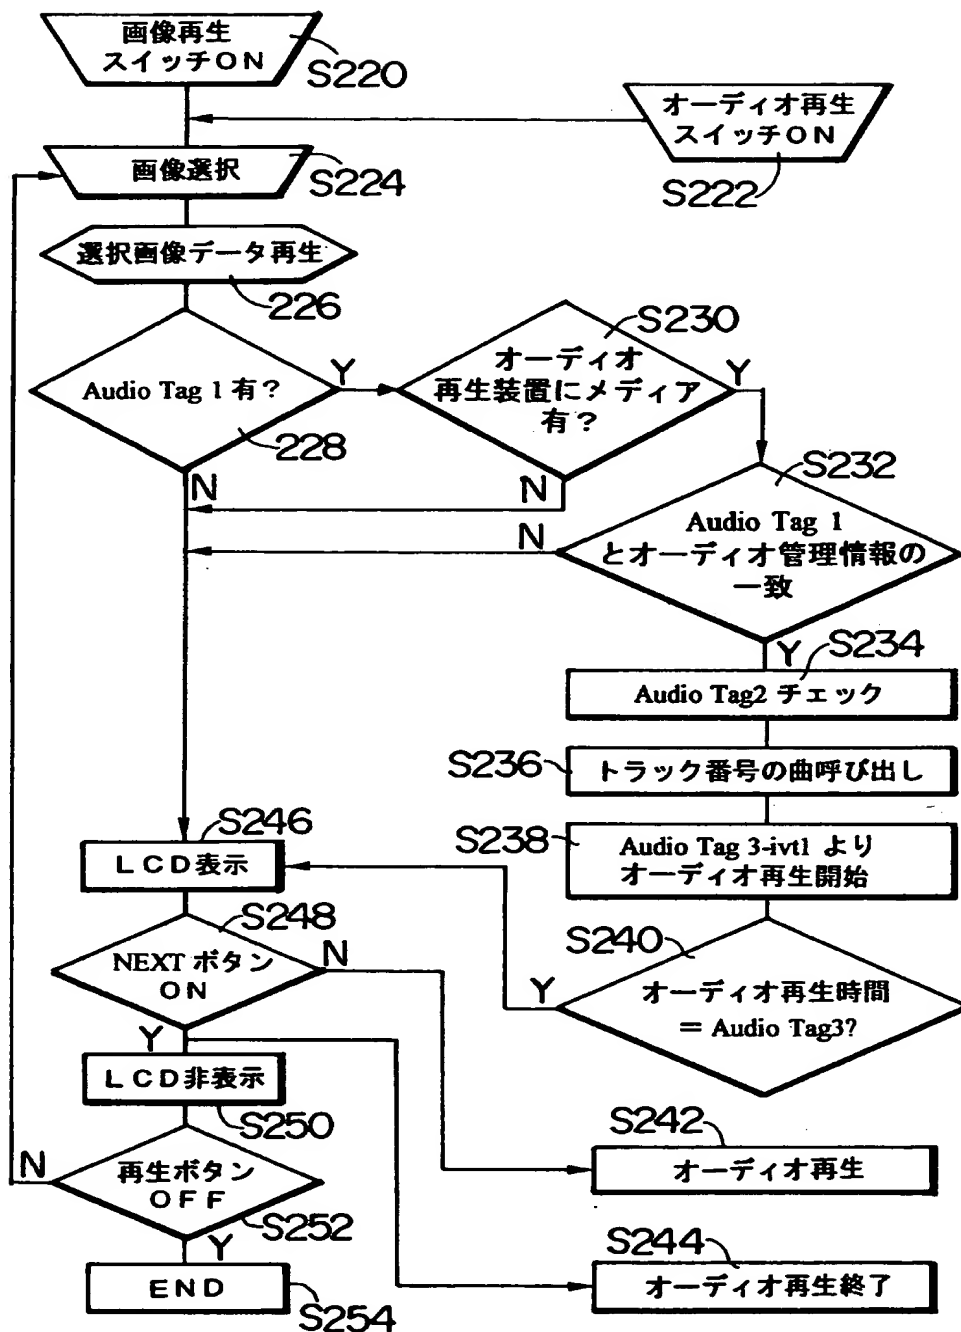 画像再生
スイッチON
S220
オーディオ再生
スイッチON
S222
画像選択
S224
選択画像データ再生
226
Audio Tag 1 有?
228
Y
N
S230
オーディオ
再生装置にメディア
有?
Y
N
S232
Audio Tag 1
とオーディオ管理情報の
一致
N
Y
S234
Audio Tag2 チェック
S236
トラック番号の曲呼び出し
S238
Audio Tag 3-ivt1 より
オーディオ再生開始
S240
オーディオ再生時間
= Audio Tag3?
Y
S246
LCD表示
S248
NEXT ボタン
ON
N
Y
LCD非表示
S250
S242
オーディオ再生
再生ボタン
OFF
N
S252
Y
S244
オーディオ再生終了
END
S254